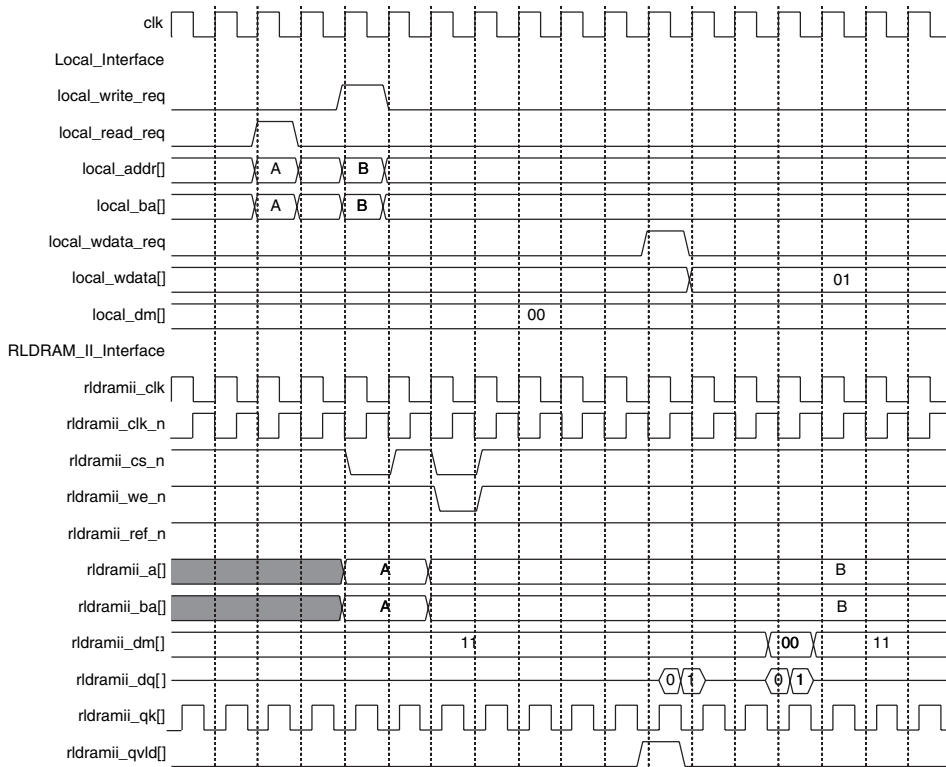 clk
Local_Interface
local_write_req
local_read_req
local_addr[] A B
local_ba[] A B
local_wdata_req
local_wdata[] 01
local_dm[] 00
RLDRAM_II_Interface
rldramii_clk
rldramii_clk_n
rldramii_cs_n
rldramii_we_n
rldramii_ref_n
rldramii_a[] A B
rldramii_ba[] A B
rldramii_dm[] 11 00 11
rldramii_dq[] 0 1 0 1
rldramii_qk[]
rldramii_qvld[]